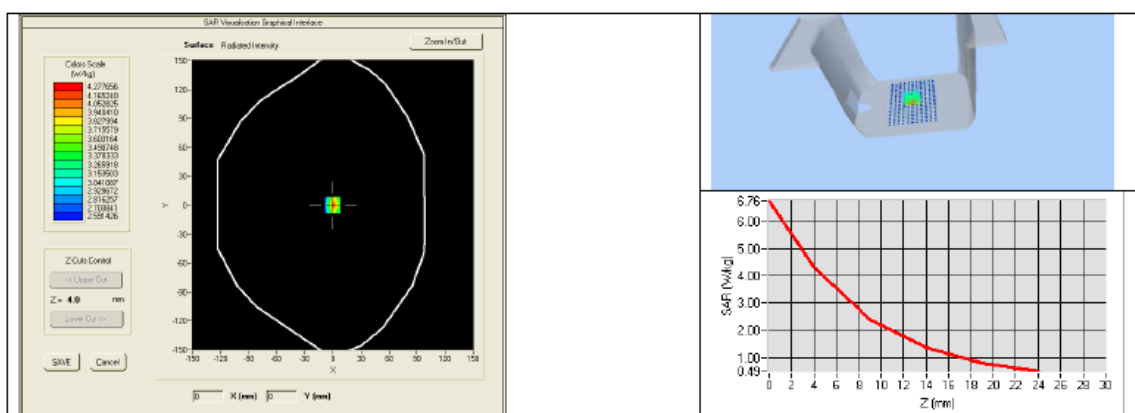 SAR Visualisation Graphical Interface
Surface Radiated Intensity
Zoom In/Out
Colors Scale
(W/kg)
4.277656
4.165240
4.052825
3.940410
3.827994
3.715579
3.603164
3.490748
3.378333
3.265918
3.153503
3.041087
2.928672
2.816257
2.703841
2.591426
150
120
90
60
30
0
-30
-60
-90
-120
-150
Y
-150 -120 -90 -60 -30 0 30 60 90 120 150
X
Z-Cuts Control
<< Upper Cut
Z = 4.0 mm
Lower Cut >>
SAVE Cancel
0 X (mm) 0 Y (mm)
6.76
6.00
5.00
4.00
3.00
2.00
1.00
0.49
SAR (W/kg)
0 2 4 6 8 10 12 14 16 18 20 22 24 26 28 30
Z (mm)